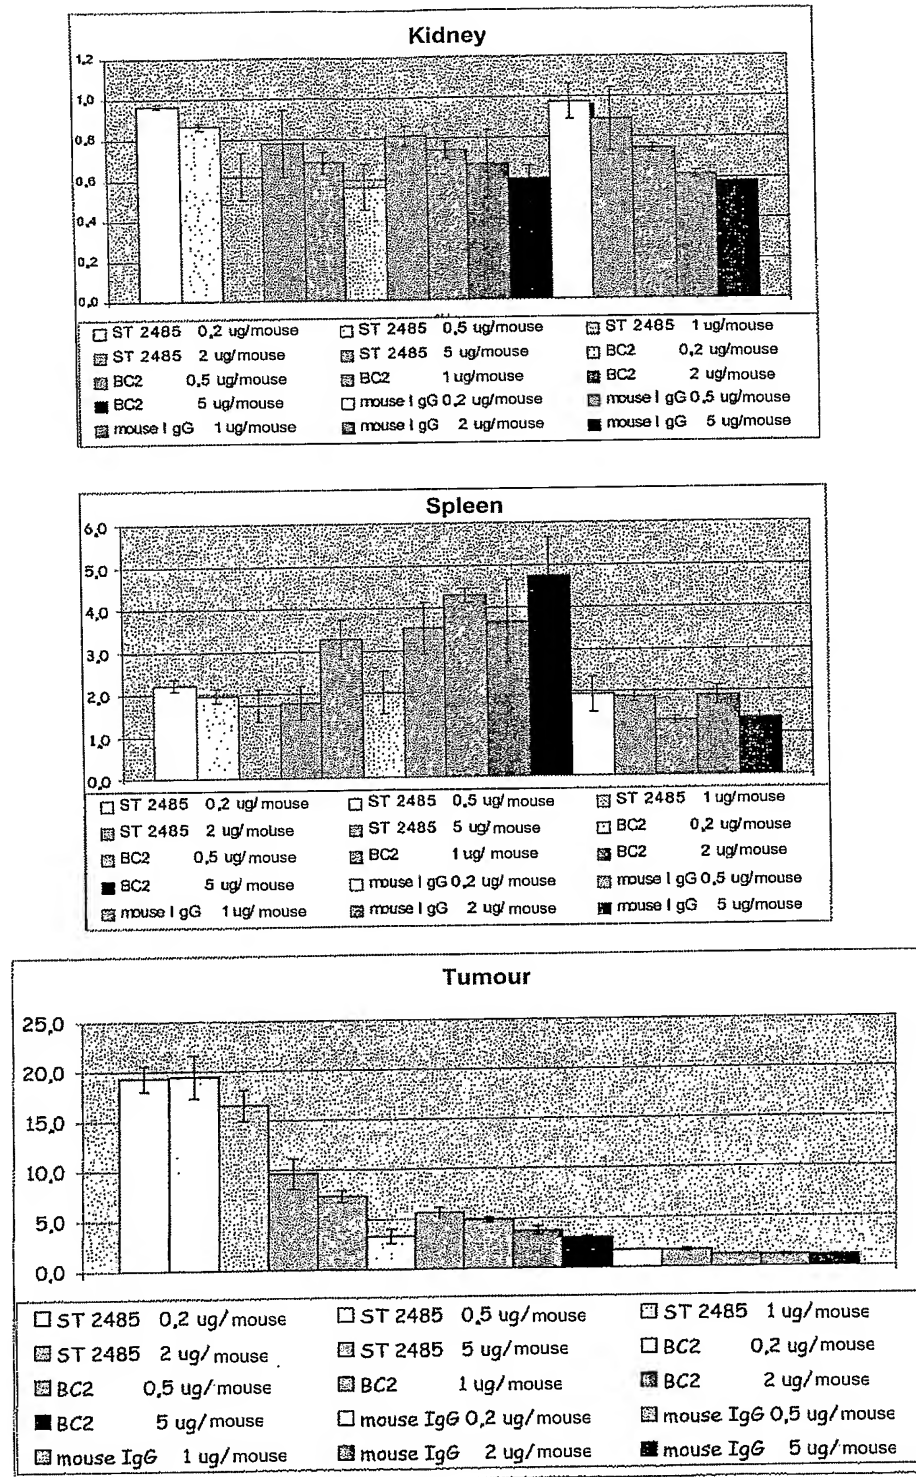 Kidney
1,2
1,0
0,8
0,6
0,4
0,2
0,0
ST 2485 0,2 ug/mouse ST 2485 0,5 ug/mouse ST 2485 1 ug/mouse
ST 2485 2 ug/mouse ST 2485 5 ug/mouse BC2 0,2 ug/mouse
BC2 0,5 ug/mouse BC2 1 ug/mouse BC2 2 ug/mouse
BC2 5 ug/mouse mouse I gG 0,2 ug/mouse mouse I gG 0,5 ug/mouse
mouse I gG 1 ug/mouse mouse I gG 2 ug/mouse mouse I gG 5 ug/mouse
Spleen
6,0
5,0
4,0
3,0
2,0
1,0
0,0
ST 2485 0,2 ug/mouse ST 2485 0,5 ug/mouse ST 2485 1 ug/mouse
ST 2485 2 ug/mouse ST 2485 5 ug/mouse BC2 0,2 ug/mouse
BC2 0,5 ug/mouse BC2 1 ug/mouse BC2 2 ug/mouse
BC2 5 ug/mouse mouse I gG 0,2 ug/mouse mouse I gG 0,5 ug/mouse
mouse I gG 1 ug/mouse mouse I gG 2 ug/mouse mouse I gG 5 ug/mouse
Tumour
25,0
20,0
15,0
10,0
5,0
0,0
ST 2485 0,2 ug/mouse ST 2485 0,5 ug/mouse ST 2485 1 ug/mouse
ST 2485 2 ug/mouse ST 2485 5 ug/mouse BC2 0,2 ug/mouse
BC2 0,5 ug/mouse BC2 1 ug/mouse BC2 2 ug/mouse
BC2 5 ug/mouse mouse IgG 0,2 ug/mouse mouse IgG 0,5 ug/mouse
mouse IgG 1 ug/mouse mouse IgG 2 ug/mouse mouse IgG 5 ug/mouse